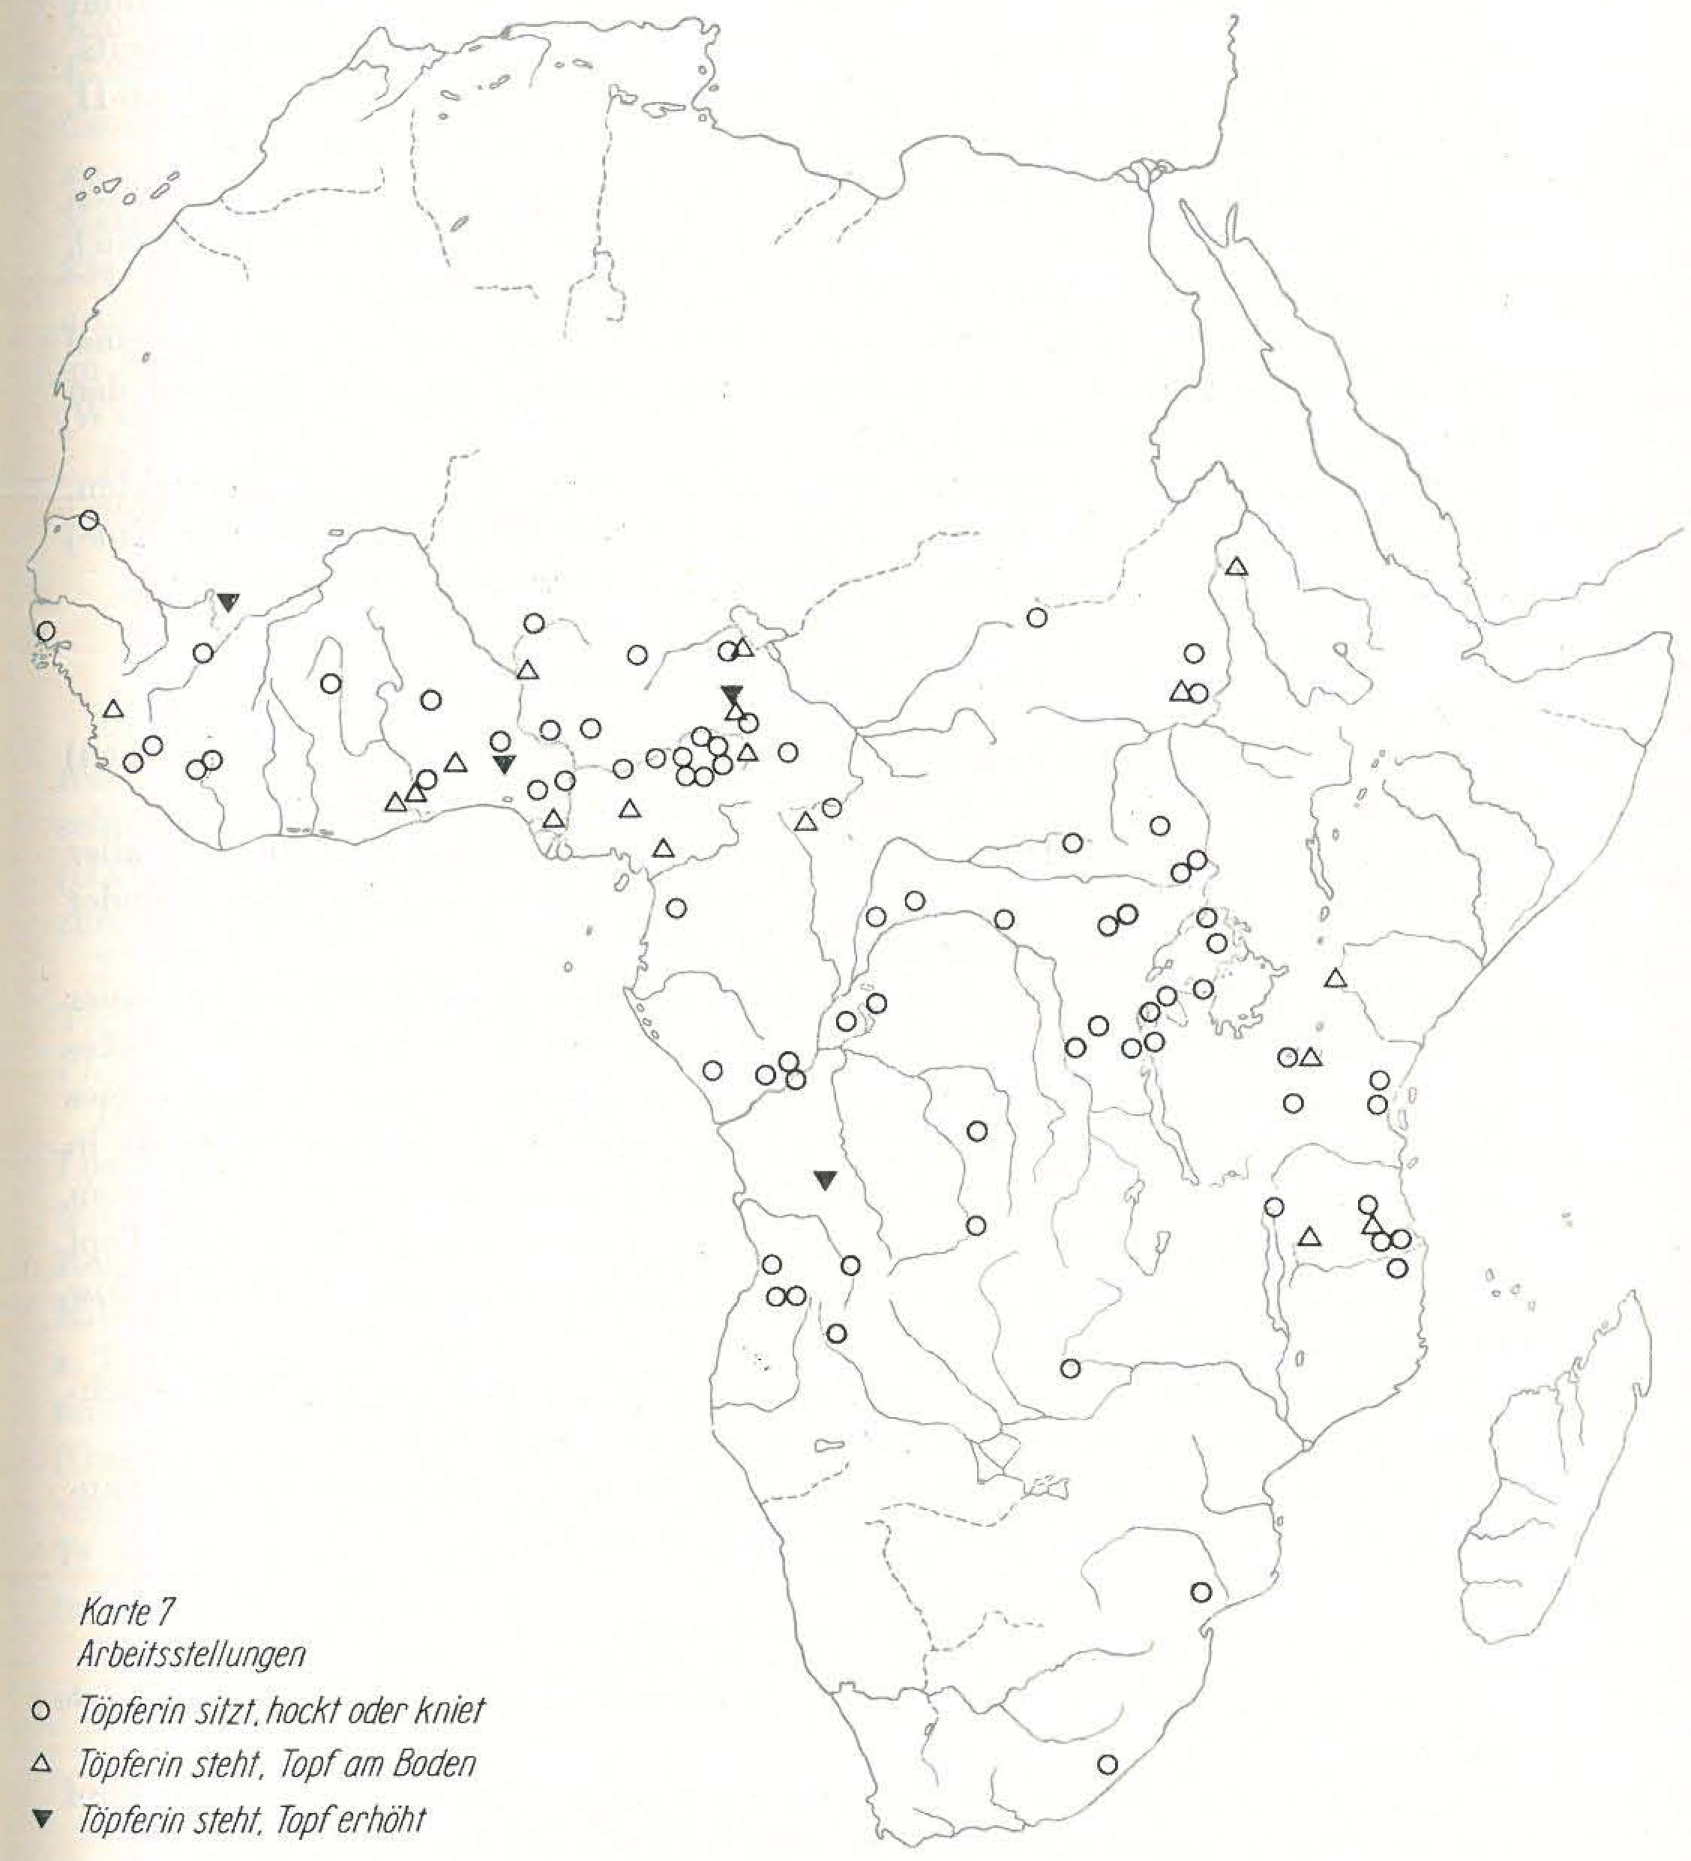 Karte 7
Arbeitsstellungen
Töpferin sitzt, hockt oder kniet
Töpferin steht, Topf am Boden
Töpferin steht, Topf erhöht